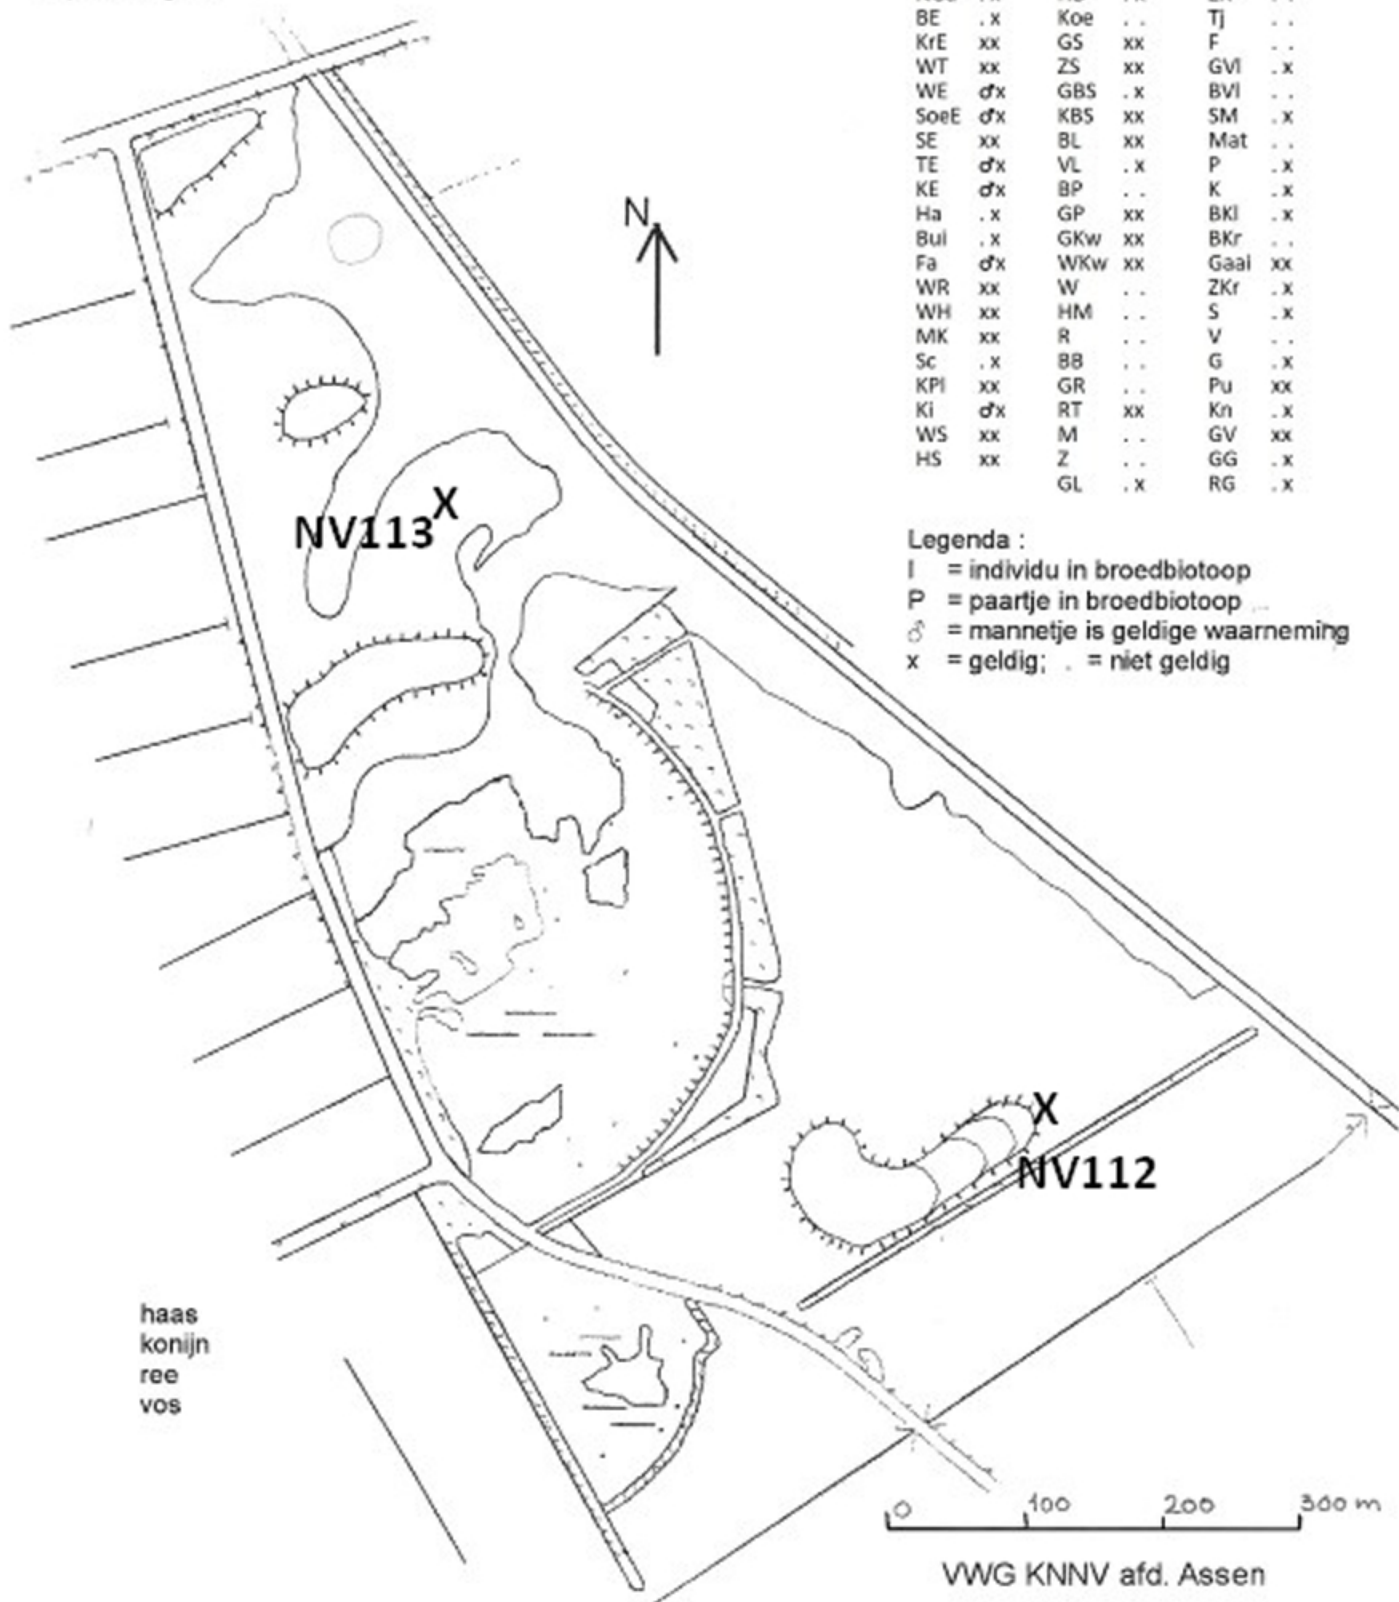 BE . x Koe . . Tj . .
KrE xx GS xx F . .
WT xx ZS xx GVl . x
WE ♂x GBS . x BVl . .
SoeE ♂x KBS xx SM . x
SE xx BL xx Mat . .
TE ♂x VL . x P . x
KE ♂x BP . . K . x
Ha . x GP xx BKl . x
Bui . x GKw xx BKr . .
Fa ♂x WKw xx Gaai xx
WR xx W . . ZKr . x
WH xx HM . . S . x
MK xx R . . V . .
Sc . x BB . . G . x
KPl xx GR . . Pu xx
Ki ♂x RT xx Kn . x
WS xx M . . GV xx
HS xx Z . . GG . x
GL . x RG . x
N
X
NV113
Legenda :
I = individu in broedbiotoop
P = paartje in broedbiotoop
♂ = mannetje is geldige waarneming
x = geldig; . = niet geldig
X
NV112
haas
konijn
ree
vos
0 100 200 300 m
VWG KNNV afd. Assen